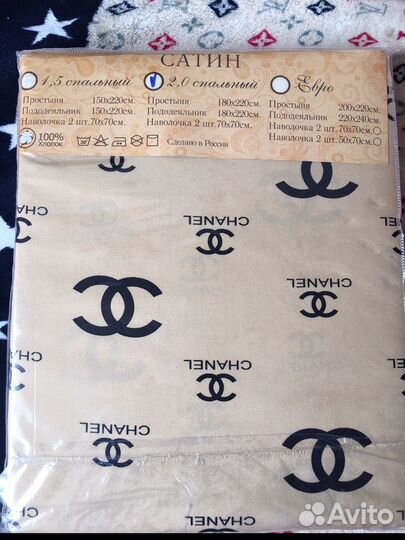 САТИН
1,5 спальный 2.0 спальный Евро
Простыня 150х220см. Простыня 180х220см. Простыня 200х220см.
Пододеяльник 150х220см. Пододеяльник 180х220см. Пододеяльник 220х240см.
Наволочка 2 шт. 70х70см. Наволочка 2 шт. 70х70см. Наволочка 2 шт. 70х70см.
Наволочка 2 шт. 50х70см.
100% ХЛОПОК Сделано в России
CHANEL
CHANEL
CHANEL
CHANEL
CHANEL
CHANEL
CHANEL
Avito